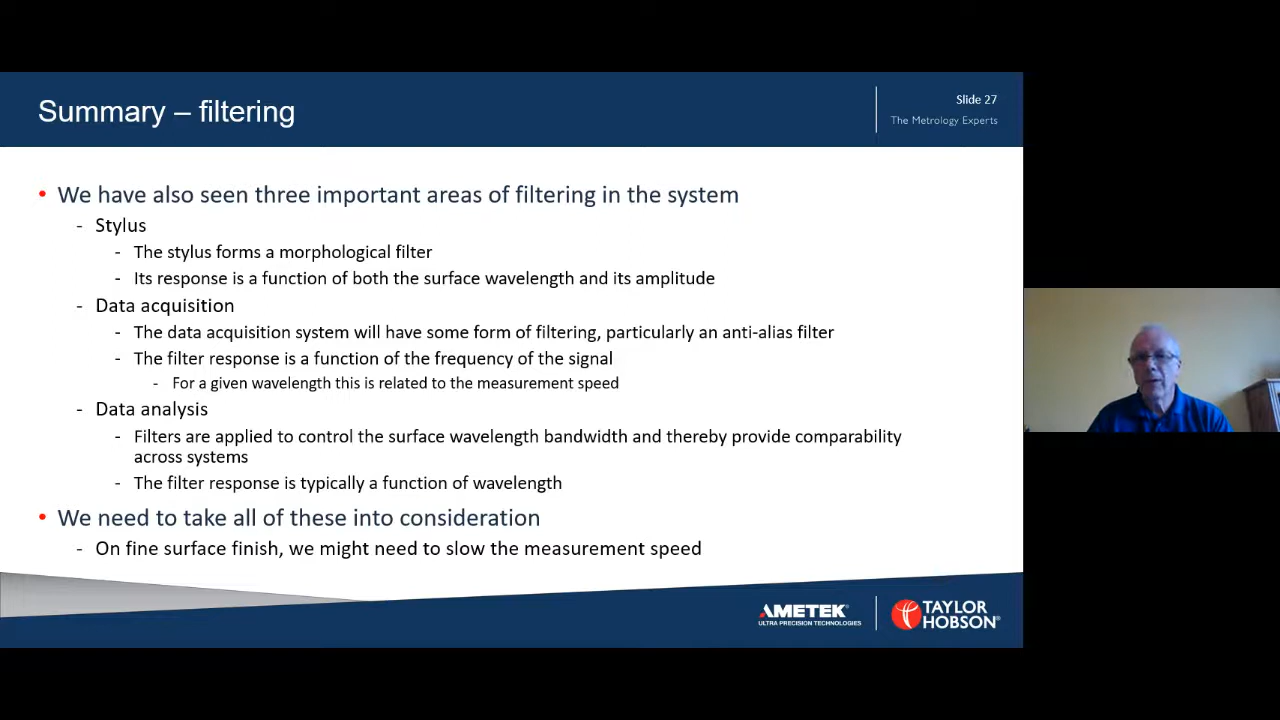 Summary – filtering
Slide 27
The Metrology Experts
• We have also seen three important areas of filtering in the system
- Stylus
- The stylus forms a morphological filter
- Its response is a function of both the surface wavelength and its amplitude
- Data acquisition
- The data acquisition system will have some form of filtering, particularly an anti-alias filter
- The filter response is a function of the frequency of the signal
- For a given wavelength this is related to the measurement speed
- Data analysis
- Filters are applied to control the surface wavelength bandwidth and thereby provide comparability
across systems
- The filter response is typically a function of wavelength
• We need to take all of these into consideration
- On fine surface finish, we might need to slow the measurement speed
AMETEK®
ULTRA PRECISION TECHNOLOGIES
TAYLOR
HOBSON®